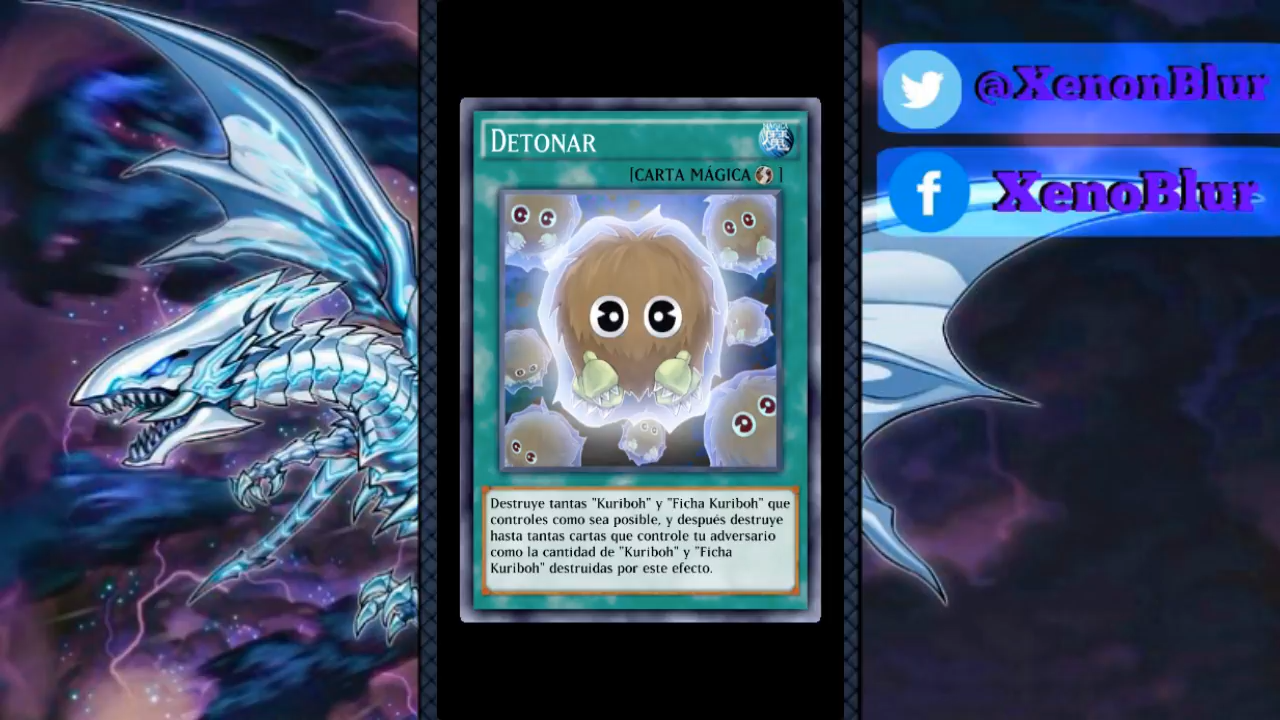 DETONAR
[CARTA MÁGICA ]
Destruye tantas "Kuriboh" y "Ficha Kuriboh" que
controles como sea posible, y después destruye
hasta tantas cartas que controle tu adversario
como la cantidad de "Kuriboh" y "Ficha
Kuriboh" destruidas por este efecto.
@XenonBlur
f XenoBlur